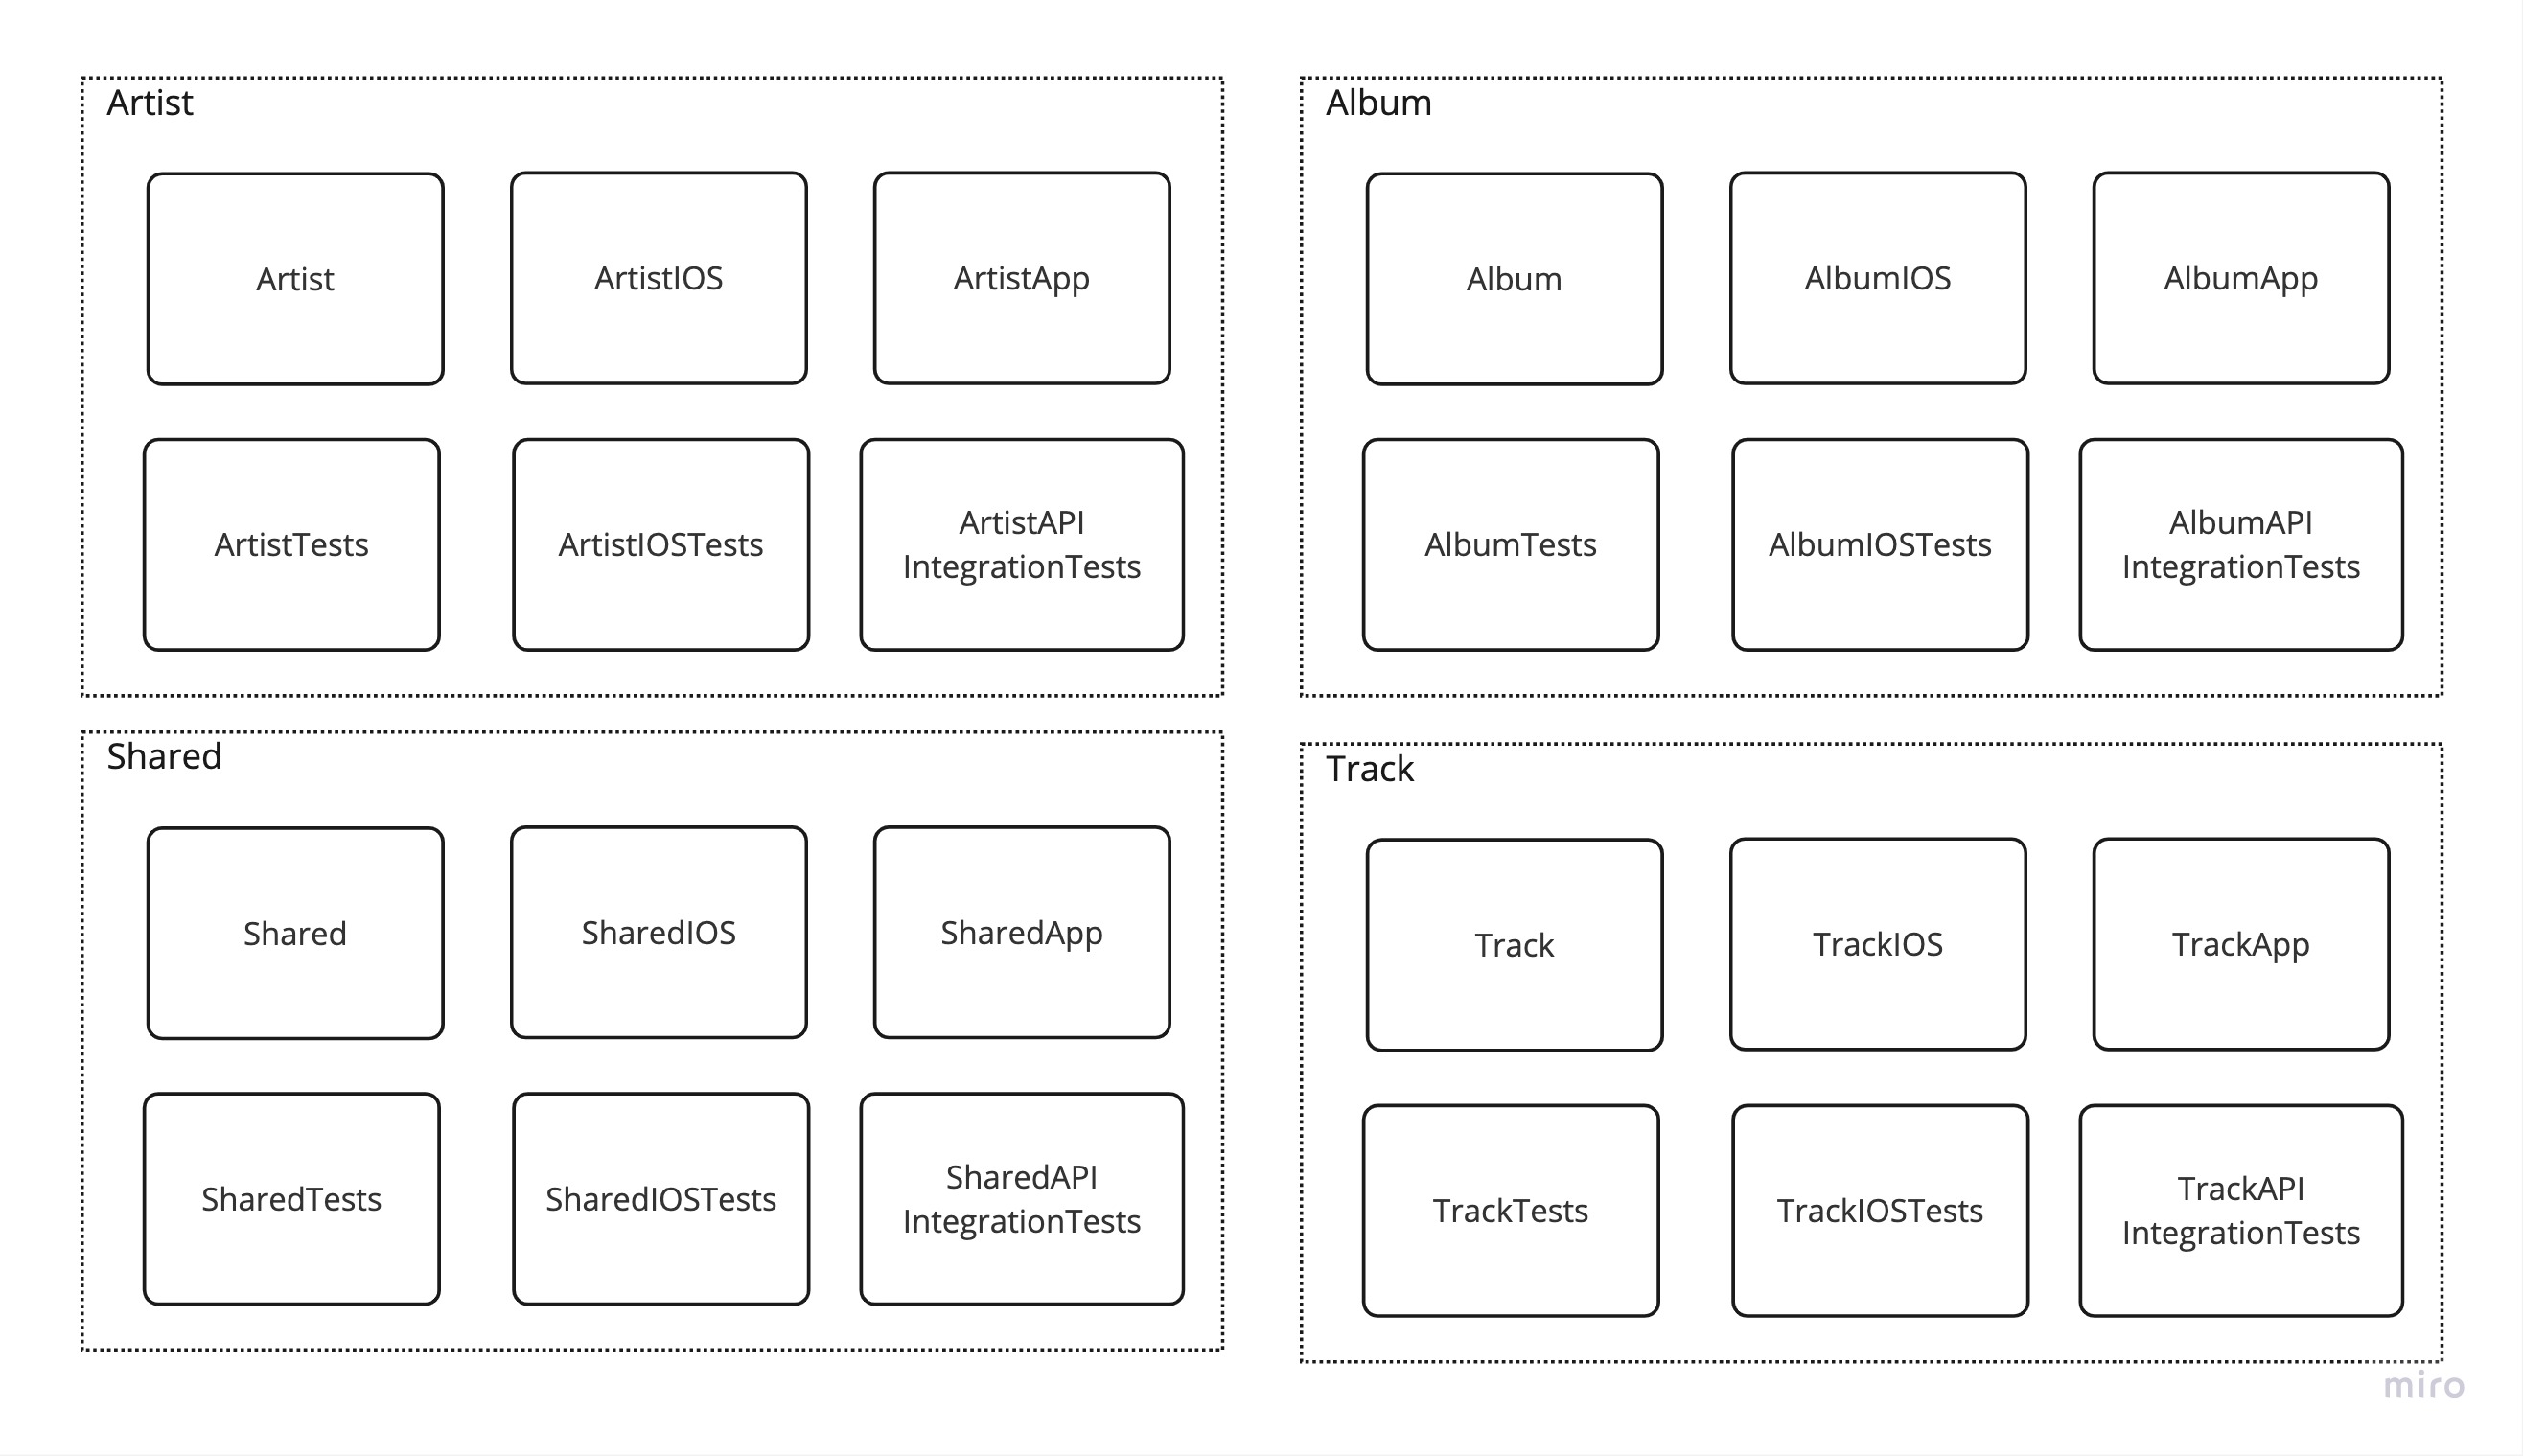 Artist
Artist
ArtistIOS
ArtistApp
ArtistTests
ArtistIOSTests
ArtistAPI
IntegrationTests
Album
Album
AlbumIOS
AlbumApp
AlbumTests
AlbumIOSTests
AlbumAPI
IntegrationTests
Shared
Shared
SharedIOS
SharedApp
SharedTests
SharedIOSTests
SharedAPI
IntegrationTests
Track
Track
TrackIOS
TrackApp
TrackTests
TrackIOSTests
TrackAPI
IntegrationTests
miro